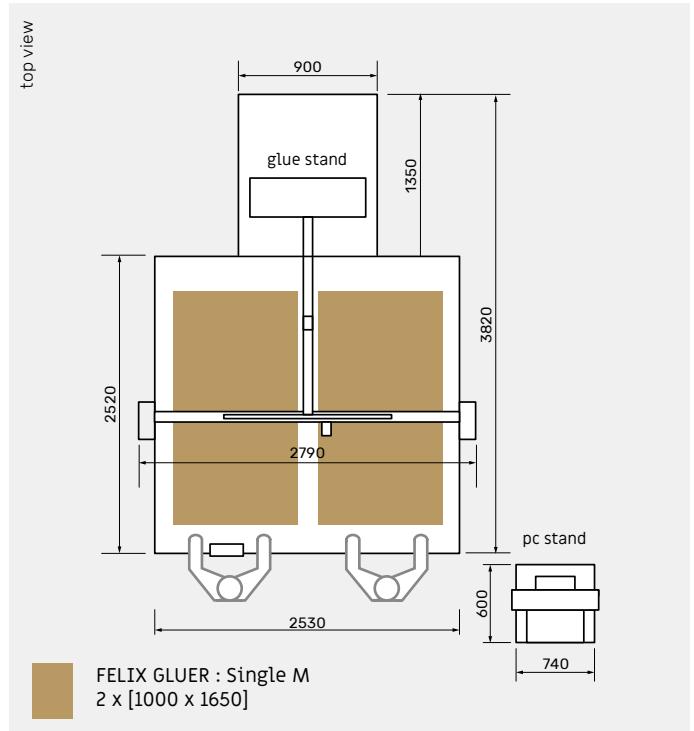 top view
900
glue stand
1350
3820
2520
2790
pc stand
600
2530
740
FELIX GLUER : Single M
2 x [1000 x 1650]